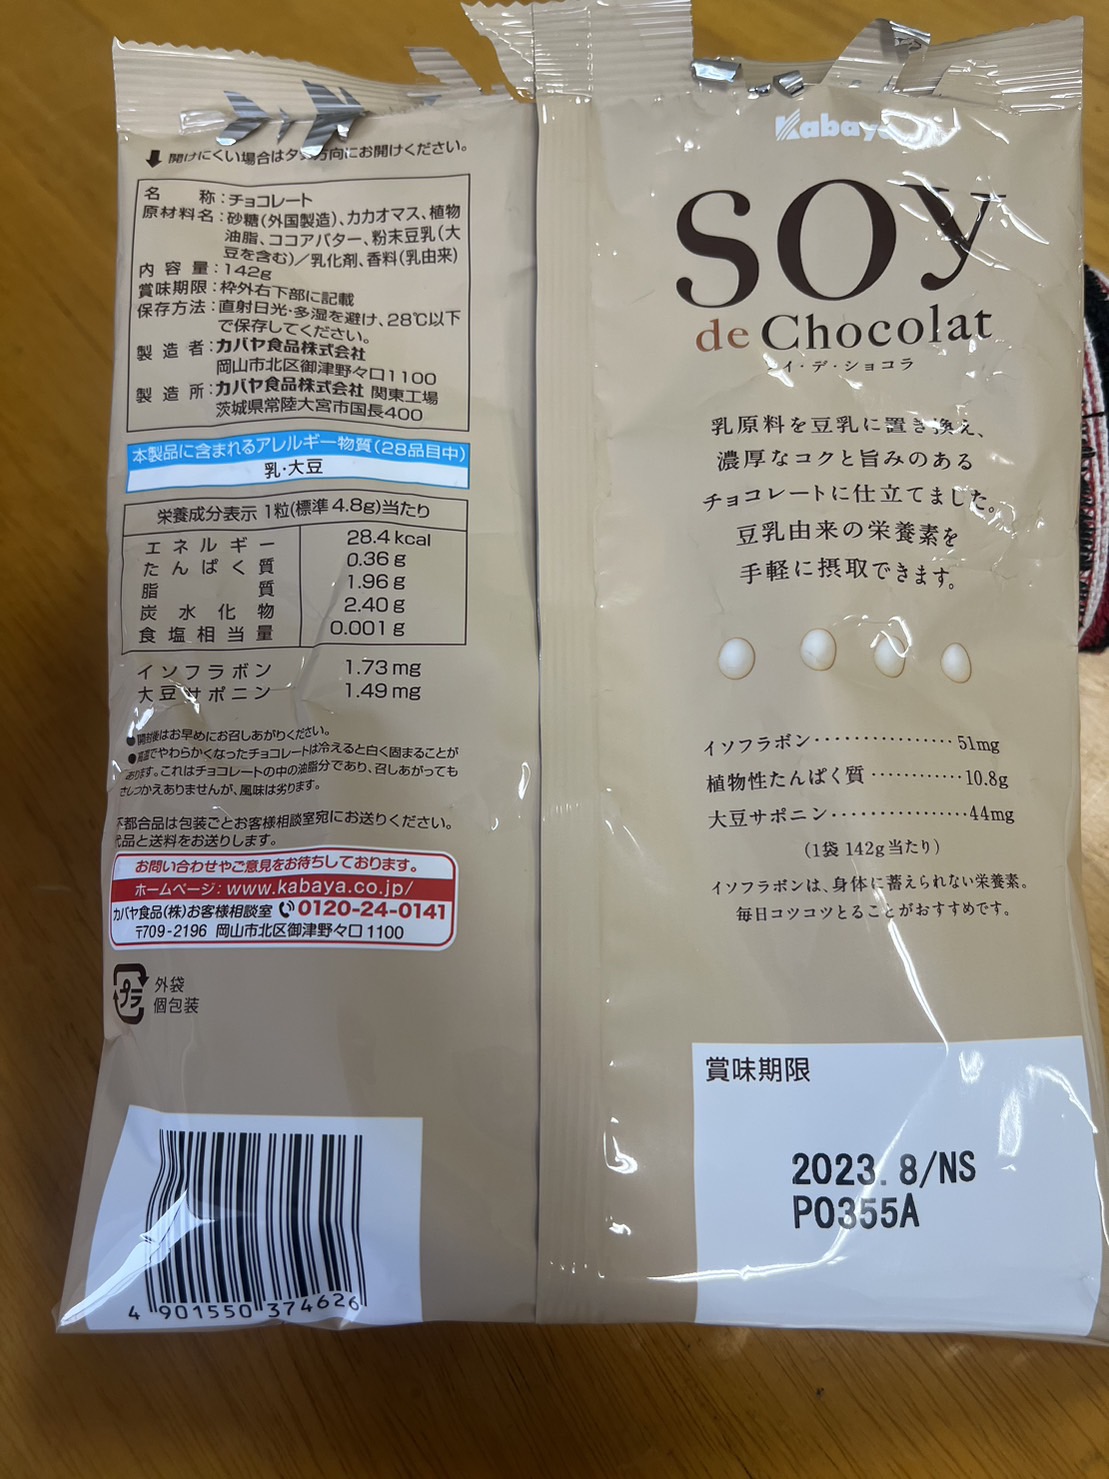 開けにくい場合はタテ方向にお開けください。
名 称:チョコレート
原材料名:砂糖(外国製造)、カカオマス、植物
油脂、ココアバター、粉末豆乳(大
豆を含む)/乳化剤、香料(乳由来)
内容量:142g
賞味期限:枠外右下部に記載
保存方法:直射日光・多湿を避け、28℃以下
で保存してください。
製造者:カバヤ食品株式会社
岡山市北区御津野々口1100
製造所:カバヤ食品株式会社 関東工場
茨城県常陸大宮市国長400
本製品に含まれるアレルギー物質(28品目中)
乳・大豆
栄養成分表示 1粒(標準4.8g)当たり
エネルギー 28.4kcal
たんぱく質 0.36g
脂質 1.96g
炭水化物 2.40g
食塩相当量 0.001g
イソフラボン 1.73mg
大豆サポニン 1.49mg
●開封後はお早めにお召しあがりください。
●高温でやわらかくなったチョコレートは冷えると白く固まることが
あります。これはチョコレートの中の油脂分であり、召しあがっても
さしつかえありませんが、風味は劣ります。
不都合品は包装ごとお客様相談室宛にお送りください。
代品と送料をお送りします。
お問い合わせやご意見をお待ちしております。
ホームページ:www.kabaya.co.jp/
カバヤ食品(株)お客様相談室 0120-24-0141
〒709-2196 岡山市北区御津野々口1100
プラ
外袋
個包装
4 901550 374626
Kabaya
SOY
de Chocolat
イ・デ・ショコラ
乳原料を豆乳に置き換え、
濃厚なコクと旨みのある
チョコレートに仕立てました。
豆乳由来の栄養素を
手軽に摂取できます。
イソフラボン・・・・・・・・・・・・・・・51mg
植物性たんぱく質・・・・・・・・・・・・10.8g
大豆サポニン・・・・・・・・・・・・・・・・44mg
(1袋 142g当たり)
イソフラボンは、身体に蓄えられない栄養素。
毎日コツコツとることがおすすめです。
賞味期限
2023. 8/NS
PO355A